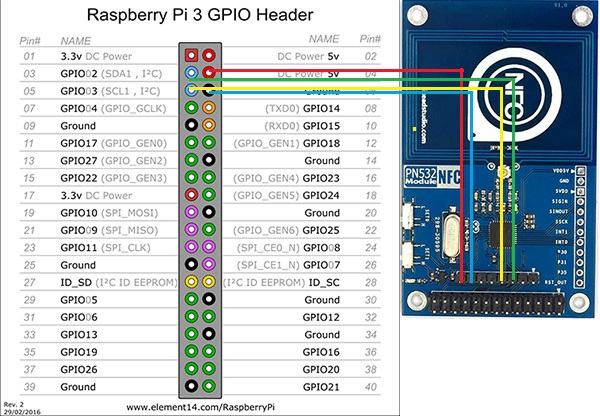 Raspberry Pi 3 GPIO Header
Pin# NAME NAME Pin#
01 3.3v DC Power DC Power 5v 02
03 GPIO02 (SDA1 , I²C) DC Power 5v 04
05 GPIO03 (SCL1 , I²C) Ground 06
07 GPIO04 (GPIO_GCLK) (TXD0) GPIO14 08
09 Ground (RXD0) GPIO15 10
11 GPIO17 (GPIO_GEN0) (GPIO_GEN1) GPIO18 12
13 GPIO27 (GPIO_GEN2) Ground 14
15 GPIO22 (GPIO_GEN3) (GPIO_GEN4) GPIO23 16
17 3.3v DC Power (GPIO_GEN5) GPIO24 18
19 GPIO10 (SPI_MOSI) Ground 20
21 GPIO09 (SPI_MISO) (GPIO_GEN6) GPIO25 22
23 GPIO11 (SPI_CLK) (SPI_CE0_N) GPIO08 24
25 Ground (SPI_CE1_N) GPIO07 26
27 ID_SD (I²C ID EEPROM) (I²C ID EEPROM) ID_SC 28
29 GPIO05 Ground 30
31 GPIO06 GPIO12 32
33 GPIO13 Ground 34
35 GPIO19 GPIO16 36
37 GPIO26 GPIO20 38
39 Ground GPIO21 40
Rev. 2
29/02/2016
www.element14.com/RaspberryPi
V1.0
NFC
PN532
Module NFC
VDD5V
GND
SVDD
SIGIN
SINOUT
SSCK
INT1
INT0
P30
P31
P35
RST_OUT